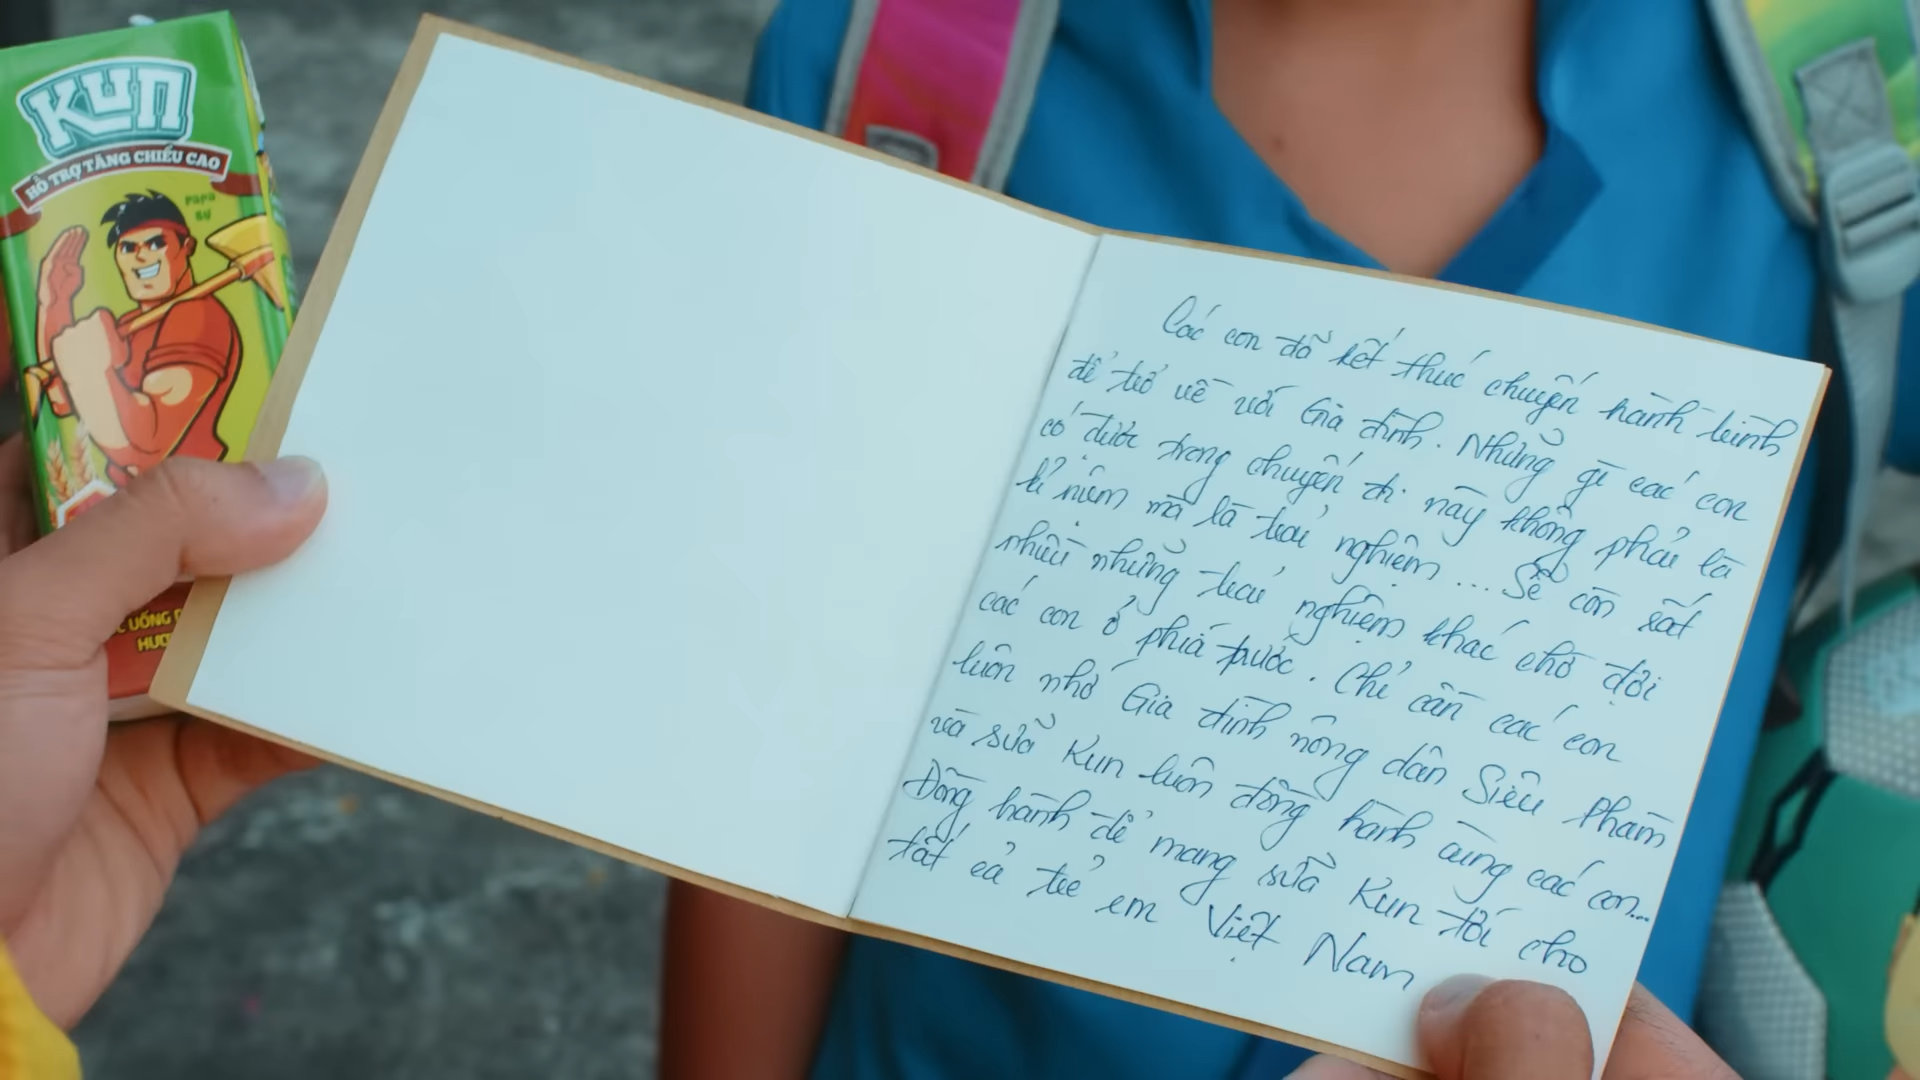 Kun
HỖ TRỢ TĂNG CHIỀU CAO
PAPA
BỰ
UỐNG
Các con đã kết thúc chuyến hành trình
để trở về với Gia đình. Những gì các con
có được trong chuyến đi này không phải là
kỉ niệm mà là trải nghiệm... Sẽ còn rất
nhiều những trải nghiệm khác chờ đợi
các con ở phía trước. Chỉ cần các con
luôn nhớ Gia đình nông dân Siêu Phàm
và sữa Kun luôn đồng hành cùng các con...
Đồng hành để mang sữa Kun tới cho
tất cả trẻ em Việt Nam